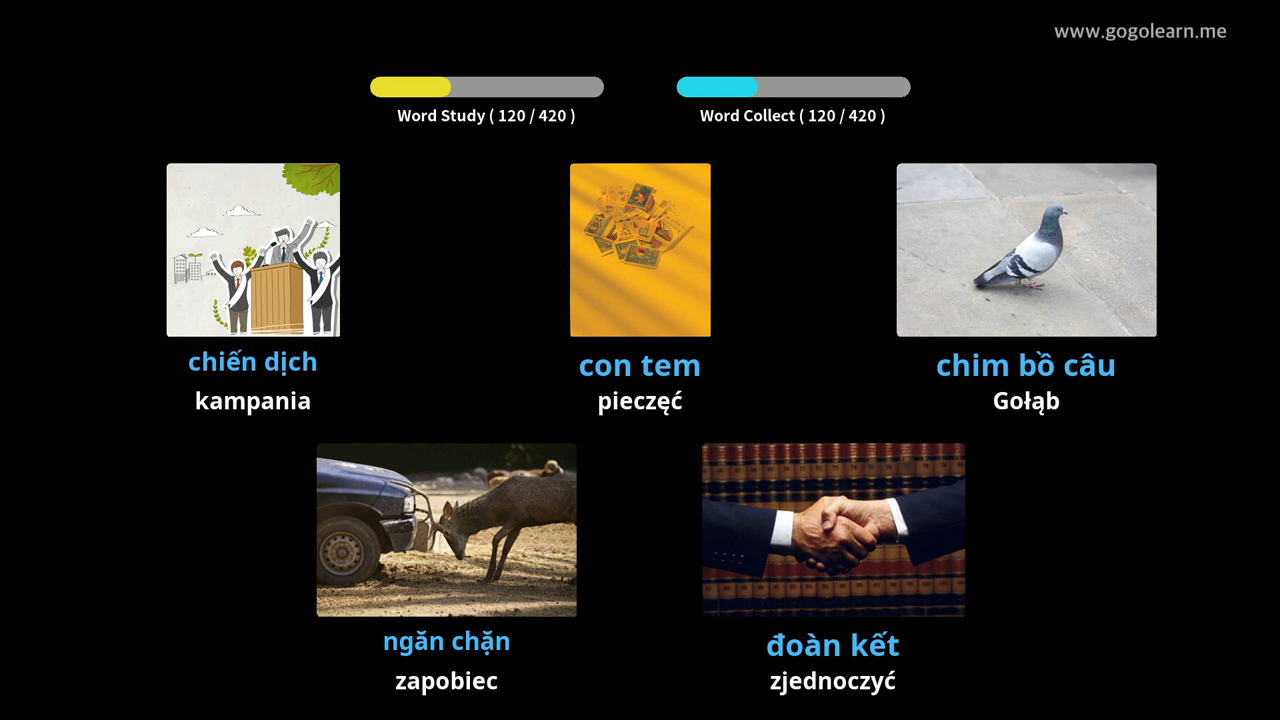 www.gogolearn.me
Word Study ( 120 / 420 )
Word Collect ( 120 / 420 )
chiến dịch
kampania
con tem
pieczęć
chim bồ câu
Gołąb
ngăn chặn
zapobiec
đoàn kết
zjednoczyć